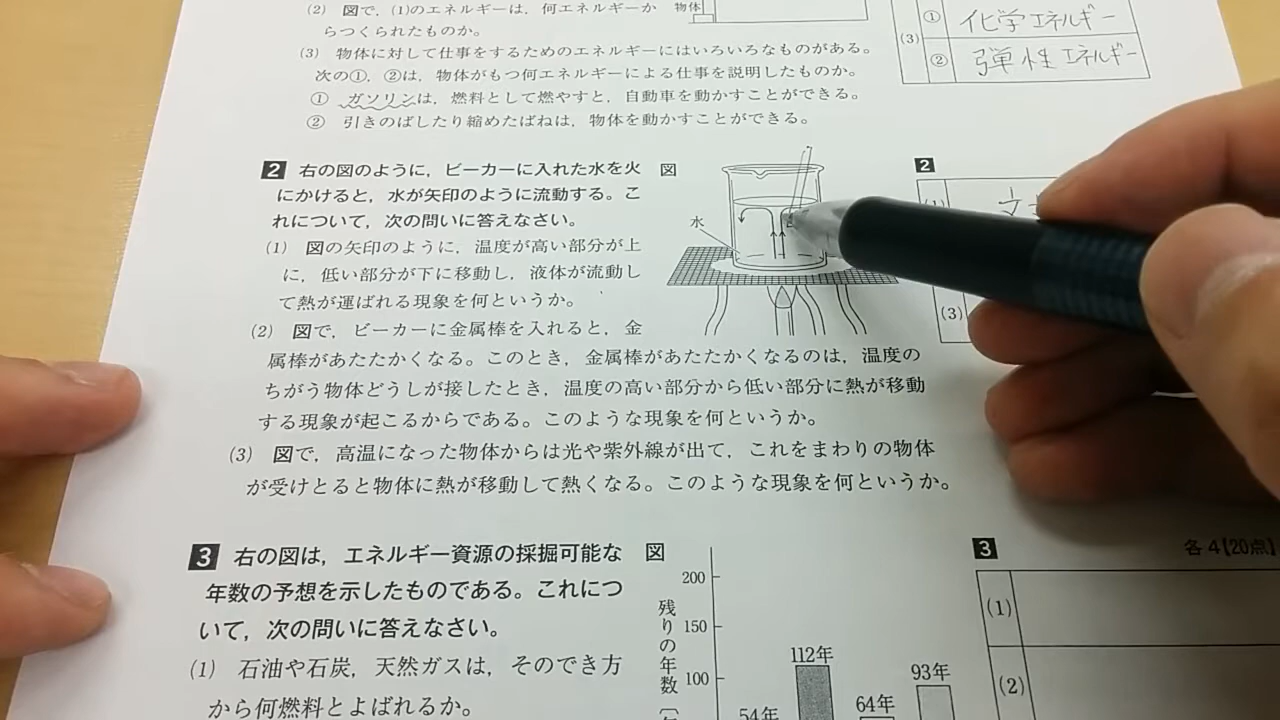 (2) 図で，(1)のエネルギーは，何エネルギーか
らつくられたものか。
物体
(3) 物体に対して仕事をするためのエネルギーにはいろいろなものがある。
次の①，②は，物体がもつ何エネルギーによる仕事を説明したものか。
① ガソリンは，燃料として燃やすと，自動車を動かすことができる。
② 引きのばしたり縮めたばねは，物体を動かすことができる。
(3)
① 化学エネルギー
② 弾性エネルギー
2 右の図のように，ビーカーに入れた水を火
にかけると，水が矢印のように流動する。こ
れについて，次の問いに答えなさい。
(1) 図の矢印のように，温度が高い部分が上
に，低い部分が下に移動し，液体が流動し
て熱が運ばれる現象を何というか。
(2) 図で，ビーカーに金属棒を入れると，金
属棒があたたかくなる。このとき，金属棒があたたかくなるのは，温度の
ちがう物体どうしが接したとき，温度の高い部分から低い部分に熱が移動
する現象が起こるからである。このような現象を何というか。
(3) 図で，高温になった物体からは光や紫外線が出て，これをまわりの物体
が受けとると物体に熱が移動して熱くなる。このような現象を何というか。
図
水
2
(1)
(3)
3 右の図は，エネルギー資源の採掘可能な
年数の予想を示したものである。これにつ
いて，次の問いに答えなさい。
(1) 石油や石炭，天然ガスは，そのでき方
から何燃料とよばれるか。
図
残りの年数〔
200
150
100
54年
112年
64年
93年
3
各4【20点】
(1)
(2)